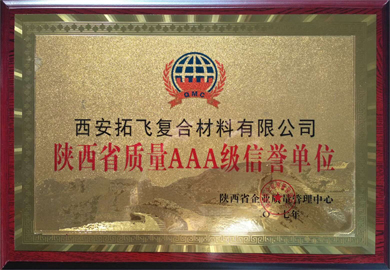 QMC
西安拓飞复合材料有限公司
陕西省质量AAA级信誉单位
陕西省企业质量管理中心
〇一七年